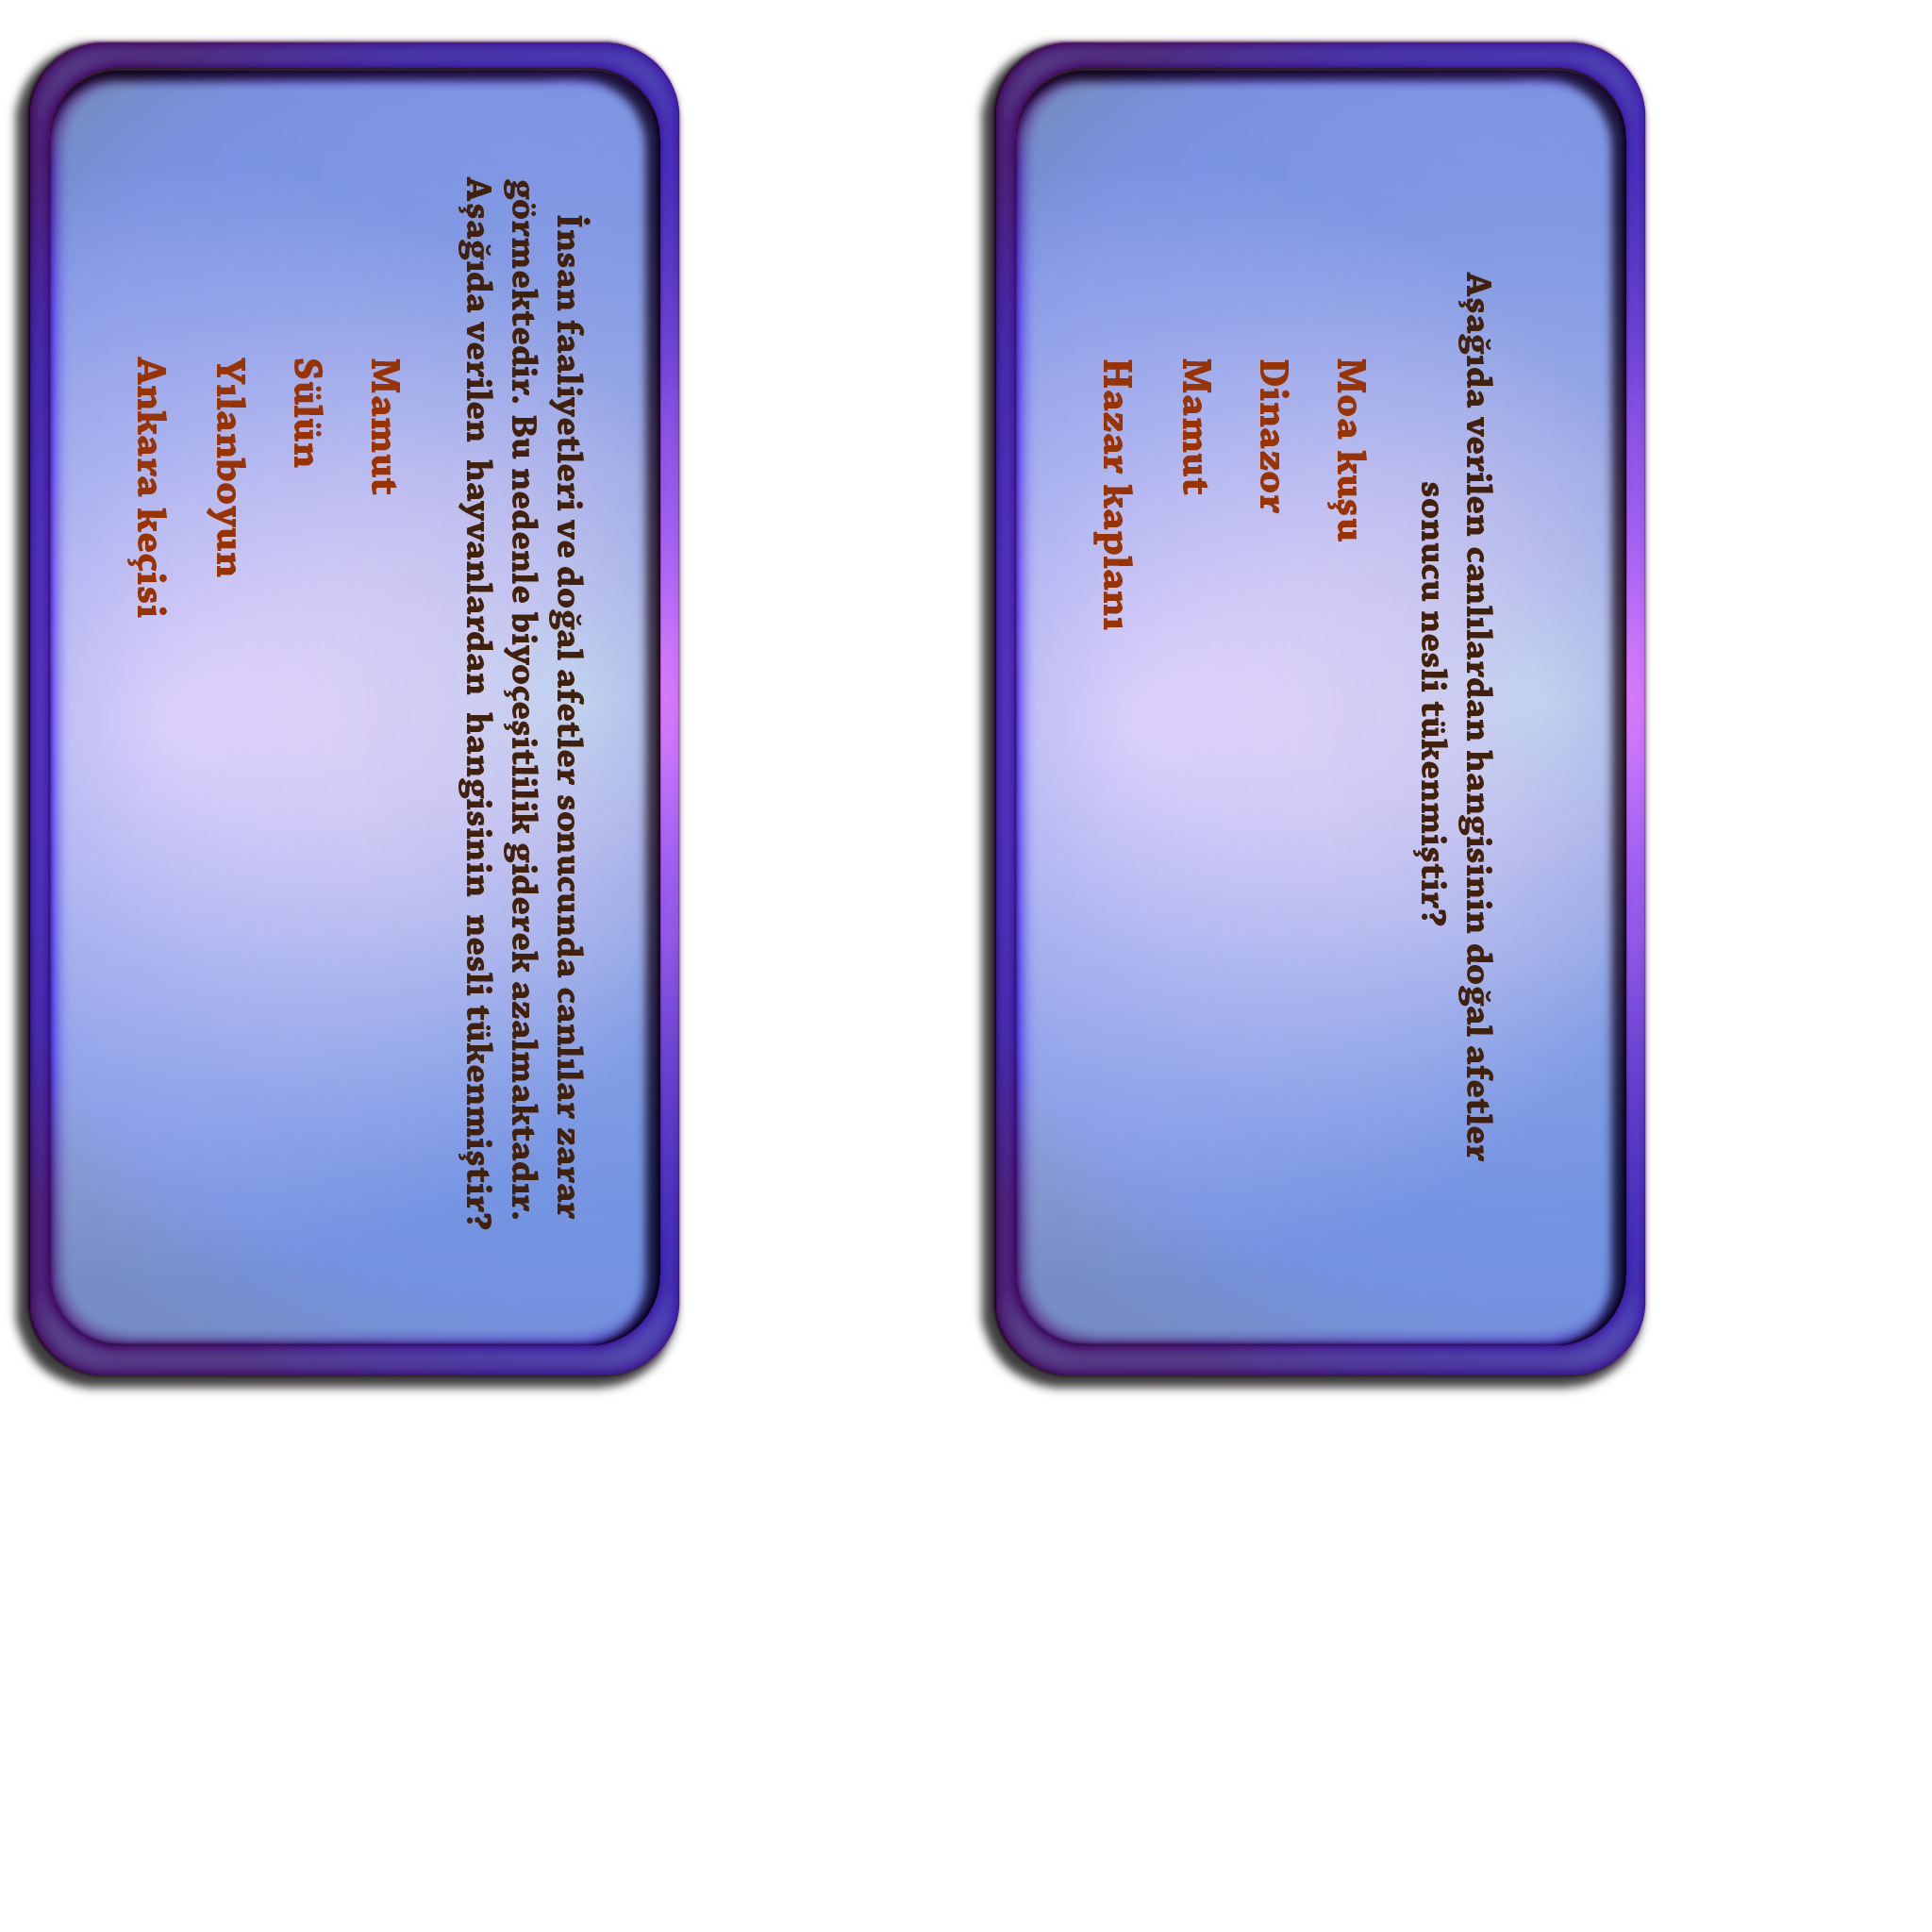 Aşağıda verilen canlılardan hangisinin doğal afetler
sonucu nesli tükenmiştir?
Moa kuşu
Dinazor
Mamut
Hazar kaplanı
İnsan faaliyetleri ve doğal afetler sonucunda canlılar zarar
görmektedir. Bu nedenle biyoçeşitlilik giderek azalmaktadır.
Aşağıda verilen hayvanlardan hangisinin nesli tükenmiştir?
Mamut
Sülün
Yılanboyun
Ankara keçisi